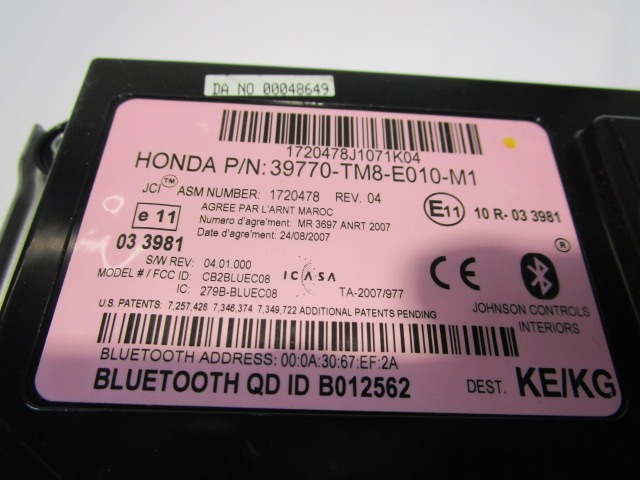 DA NO 00048649
1720478J1071K04
HONDA P/N: 39770-TM8-E010-M1
JCI™ ASM NUMBER: 1720478 REV. 04
e 11
03 3981
AGREE PAR L'ARNT MAROC
Numero d'agrement: MR 3697 ANRT 2007
Date d'agrement: 24/08/2007
E11 10 R- 03 3981
S/W REV: 04.01.000
MODEL # / FCC ID: CB2BLUEC08
IC: 279B-BLUEC08
ICASA
TA-2007/977
CE
®
JOHNSON CONTROLS
INTERIORS
U.S. PATENTS: 7,257,426 7,346,374 7,349,722 ADDITIONAL PATENTS PENDING
BLUETOOTH ADDRESS: 00:0A:30:67:EF:2A
BLUETOOTH QD ID B012562
DEST. KE/KG